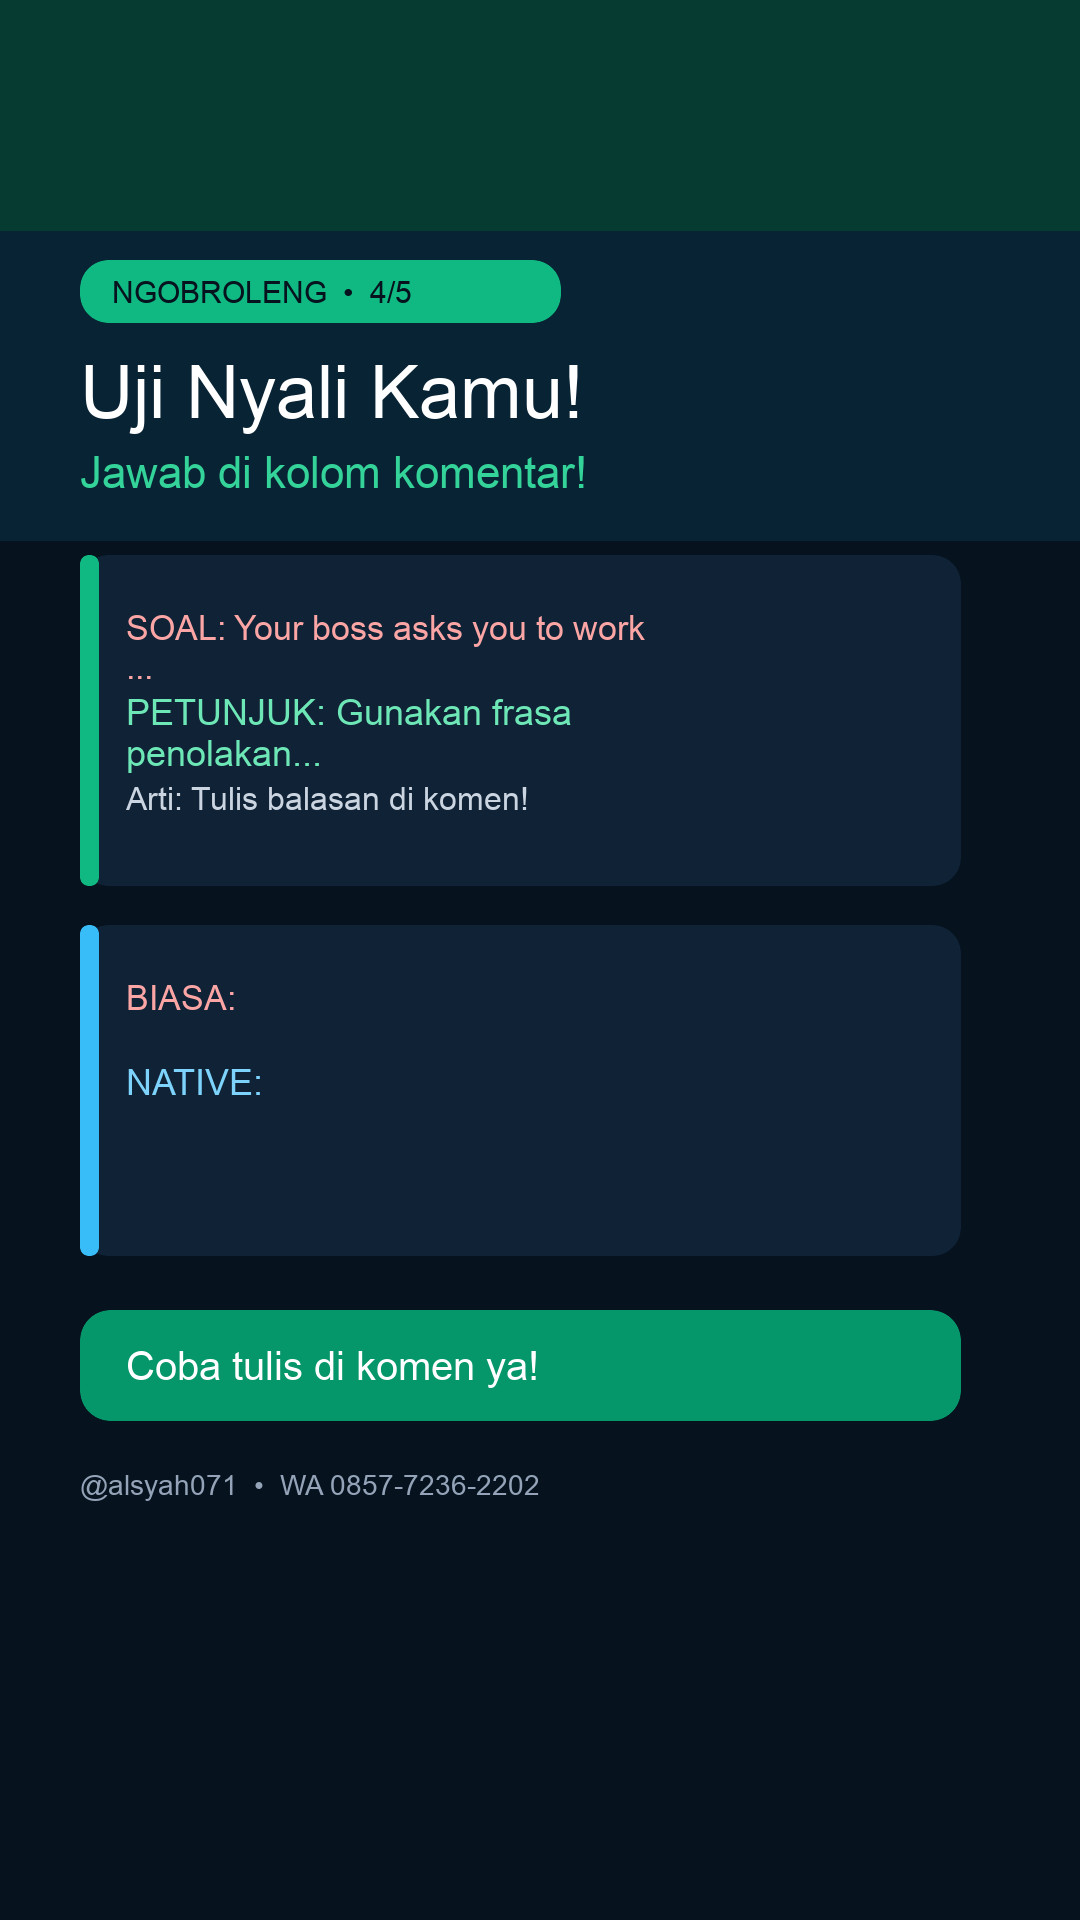 NGOBROLENG • 4/5
Uji Nyali Kamu!
Jawab di kolom komentar!
SOAL: Your boss asks you to work
...
PETUNJUK: Gunakan frasa
penolakan...
Arti: Tulis balasan di komen!
BIASA:
NATIVE:
Coba tulis di komen ya!
@alsyah071 • WA 0857-7236-2202